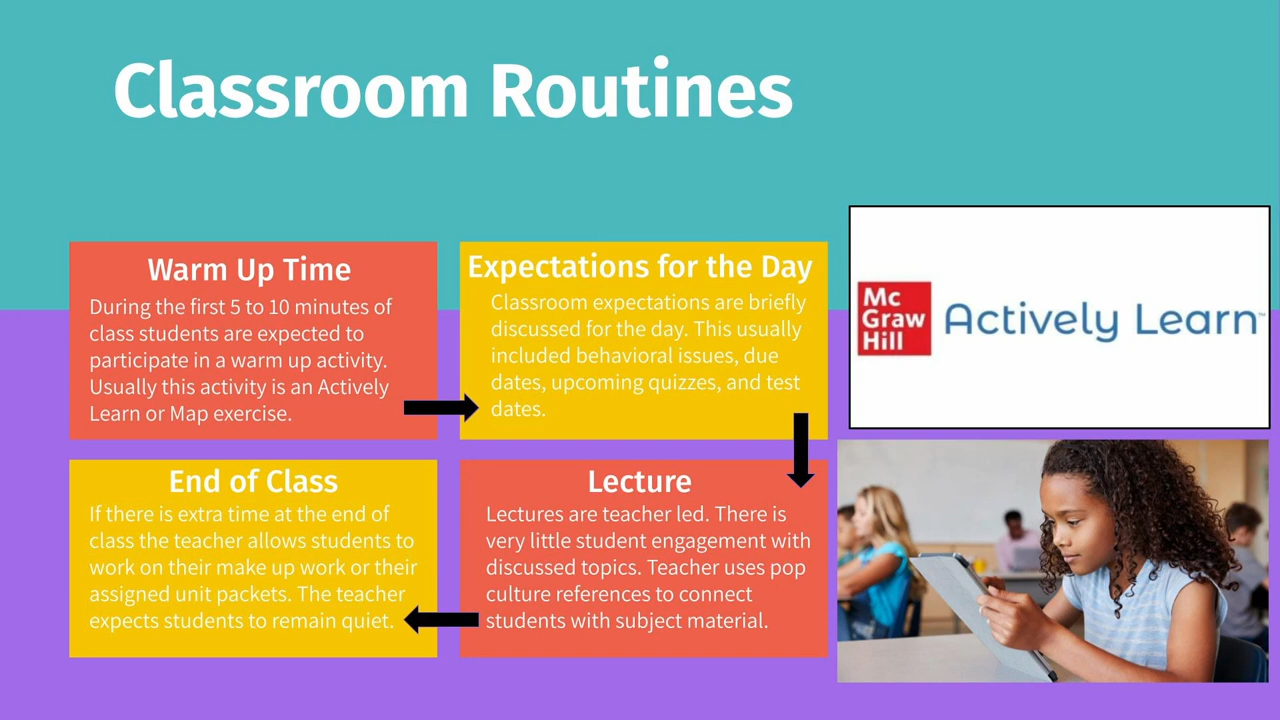 Classroom Routines
Warm Up Time
During the first 5 to 10 minutes of
class students are expected to
participate in a warm up activity.
Usually this activity is an Actively
Learn or Map exercise.
Expectations for the Day
Classroom expectations are briefly
discussed for the day. This usually
included behavioral issues, due
dates, upcoming quizzes, and test
dates.
Mc
Graw
Hill
Actively Learn™
End of Class
If there is extra time at the end of
class the teacher allows students to
work on their make up work or their
assigned unit packets. The teacher
expects students to remain quiet.
Lecture
Lectures are teacher led. There is
very little student engagement with
discussed topics. Teacher uses pop
culture references to connect
students with subject material.